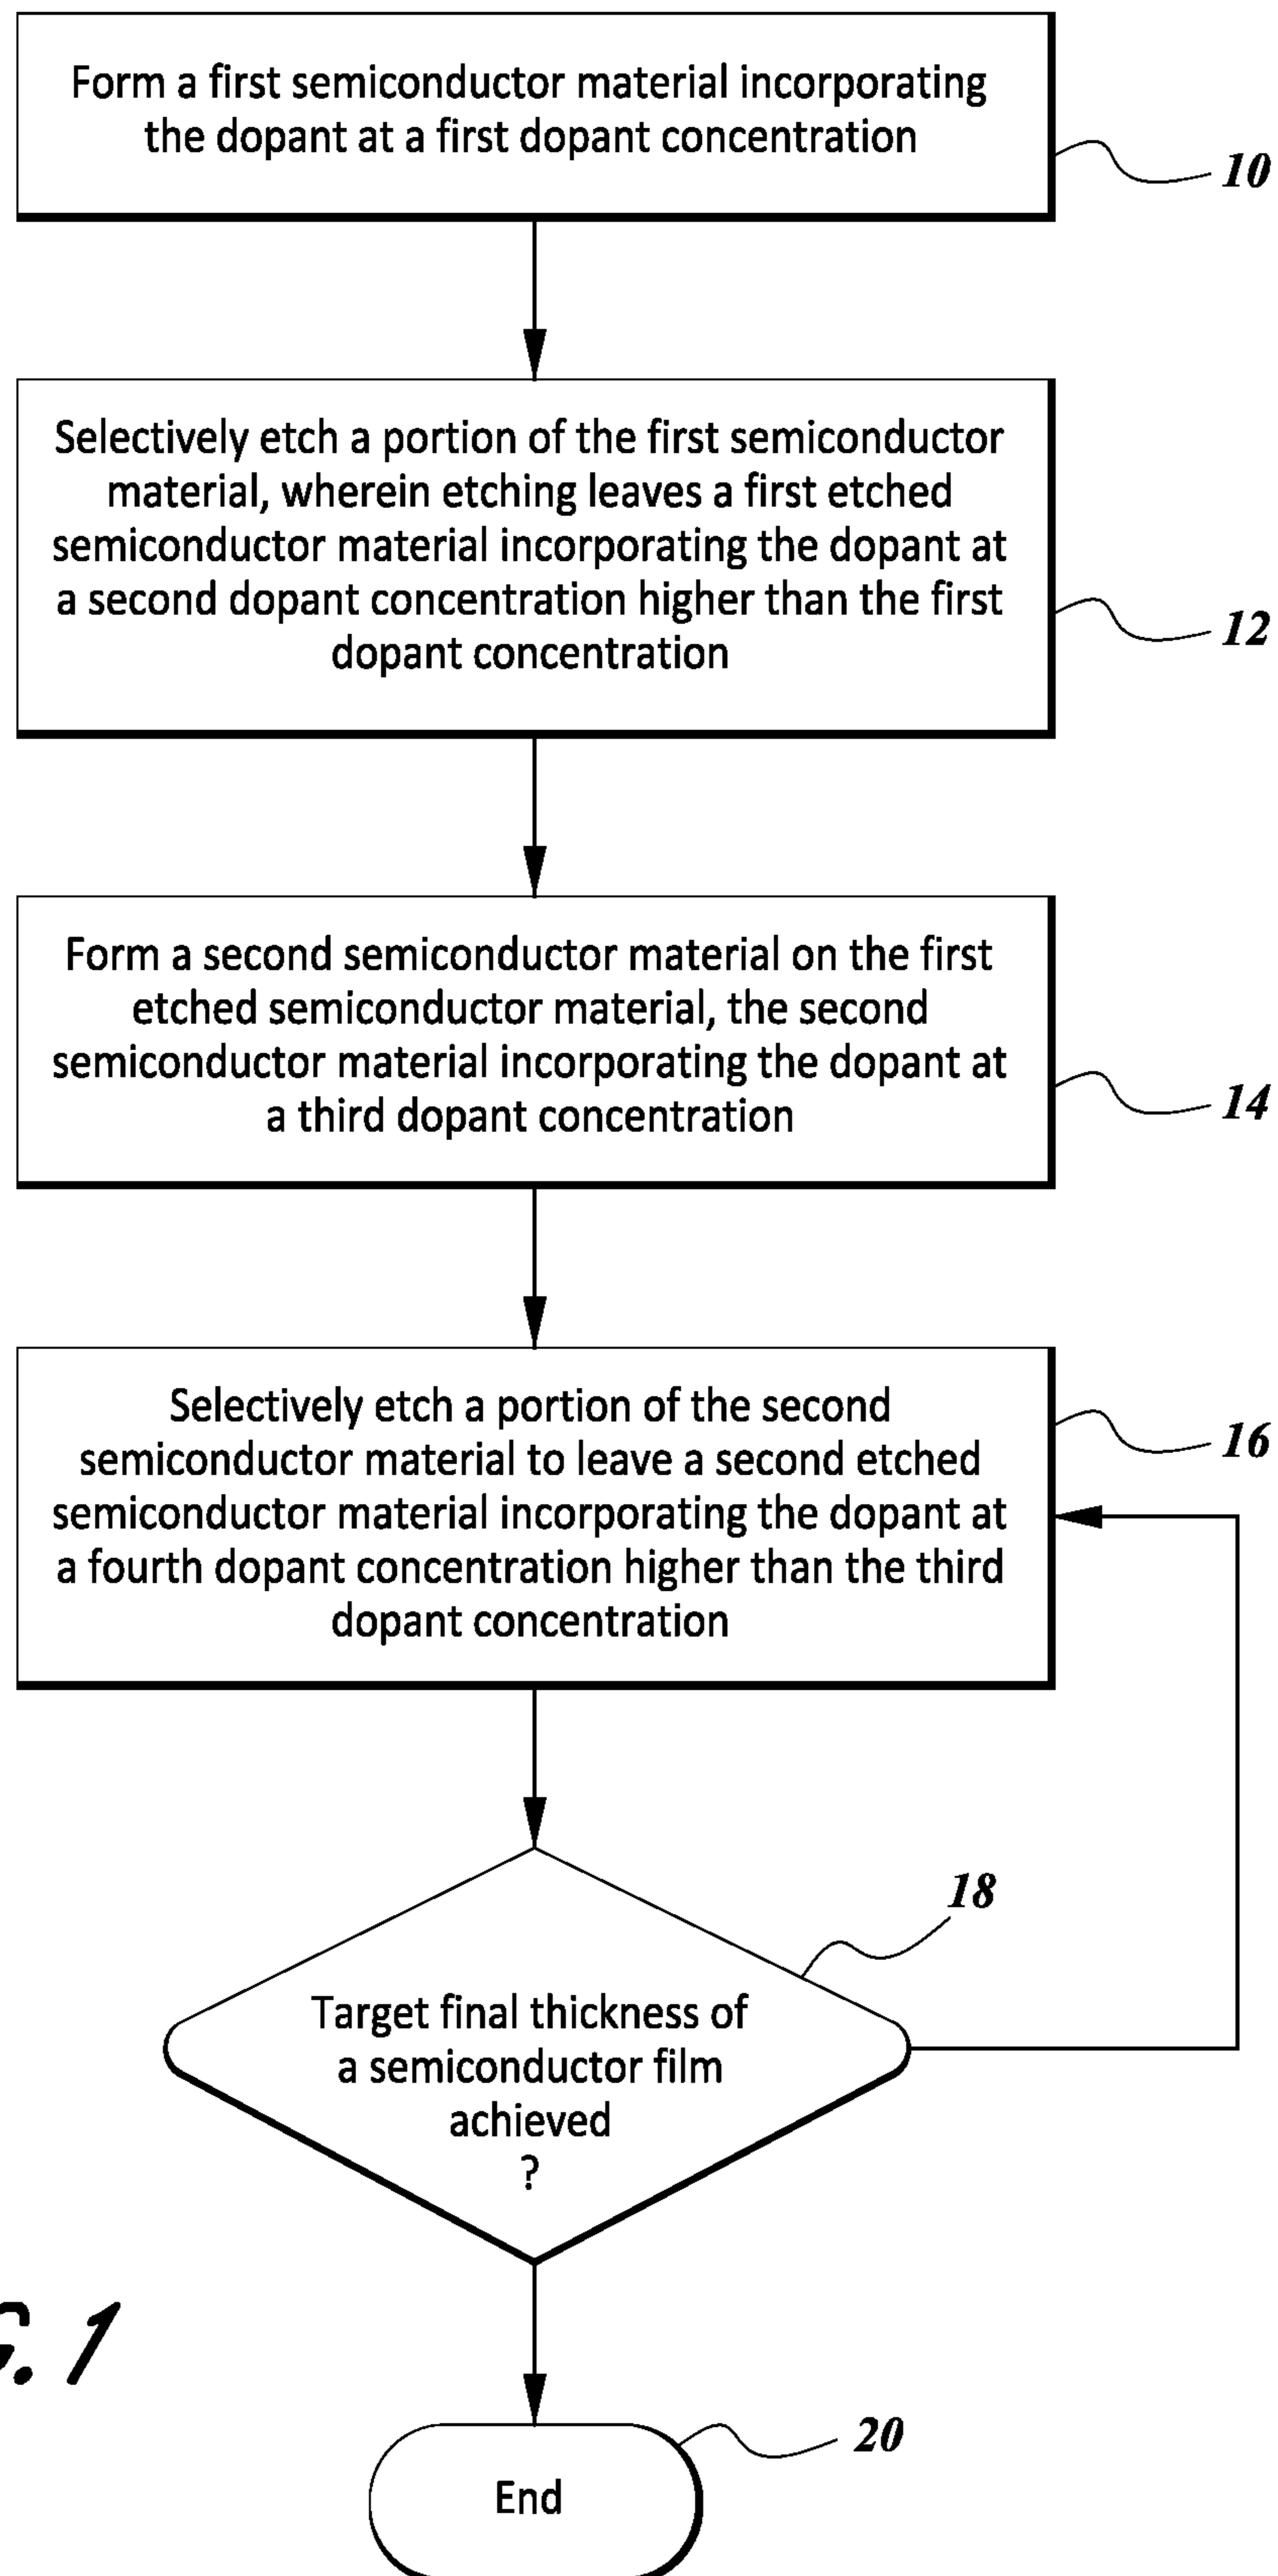 Form a first semiconductor material incorporating
the dopant at a first dopant concentration
10
Selectively etch a portion of the first semiconductor
material, wherein etching leaves a first etched
semiconductor material incorporating the dopant at
a second dopant concentration higher than the first
dopant concentration
12
Form a second semiconductor material on the first
etched semiconductor material, the second
semiconductor material incorporating the dopant at
a third dopant concentration
14
Selectively etch a portion of the second
semiconductor material to leave a second etched
semiconductor material incorporating the dopant at
a fourth dopant concentration higher than the third
dopant concentration
16
18
Target final thickness of
a semiconductor film
achieved
?
G. 1
20
End